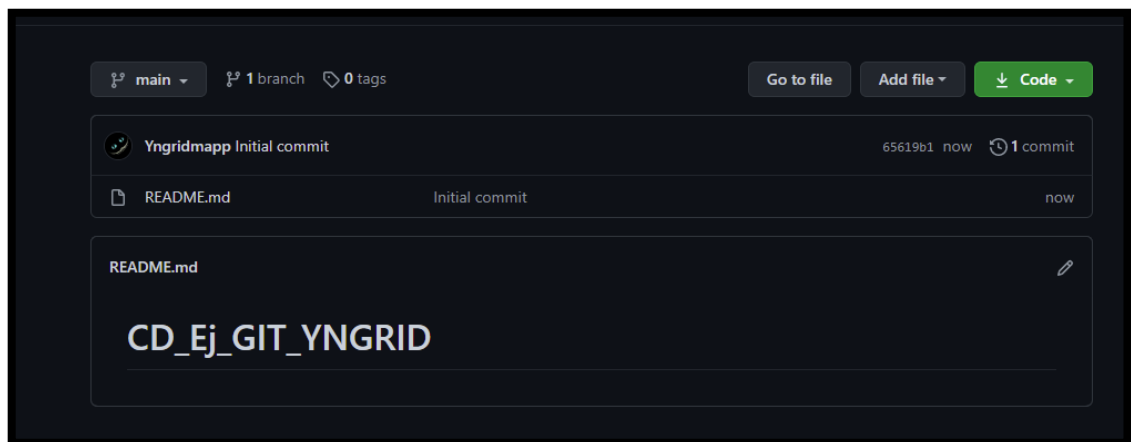 main 1 branch 0 tags Go to file Add file Code
Yngridmapp Initial commit 65619b1 now 1 commit
README.md Initial commit now
README.md
CD_Ej_GIT_YNGRID